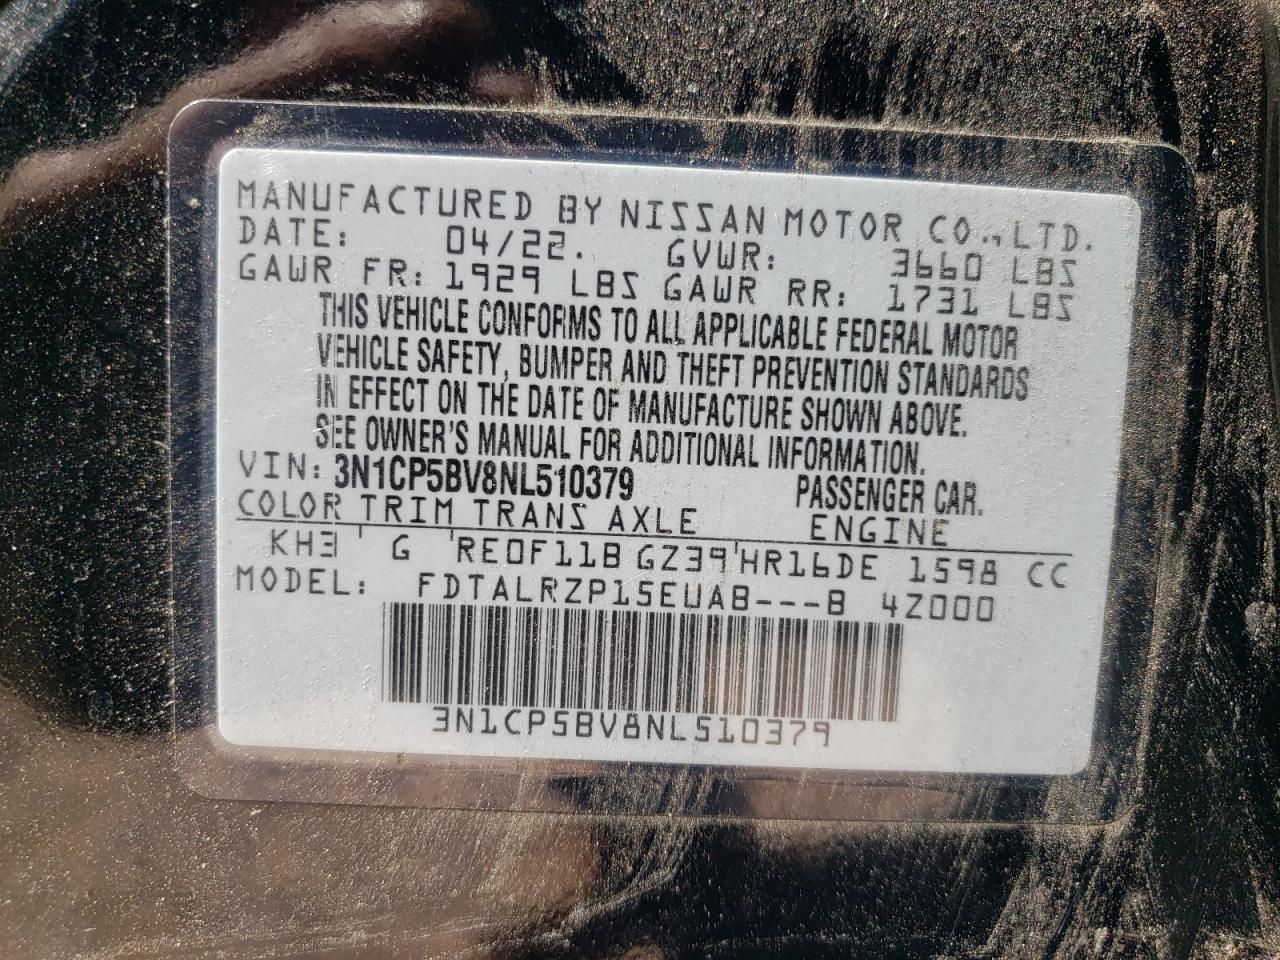 MANUFACTURED BY NISSAN MOTOR CO., LTD.
DATE: 04/22. GVWR: 3660 LBS
GAWR FR: 1929 LBS GAWR RR: 1731 LBS
THIS VEHICLE CONFORMS TO ALL APPLICABLE FEDERAL MOTOR
VEHICLE SAFETY, BUMPER AND THEFT PREVENTION STANDARDS
IN EFFECT ON THE DATE OF MANUFACTURE SHOWN ABOVE.
SEE OWNER'S MANUAL FOR ADDITIONAL INFORMATION.
VIN: 3N1CP5BV8NL510379 PASSENGER CAR.
COLOR TRIM TRANS AXLE ENGINE
KH3 ' G 'RE0F11B GZ39'HR16DE 1598 CC
MODEL: FDTALRZP15EUAB---B 4Z000
3N1CP5BV8NL510379